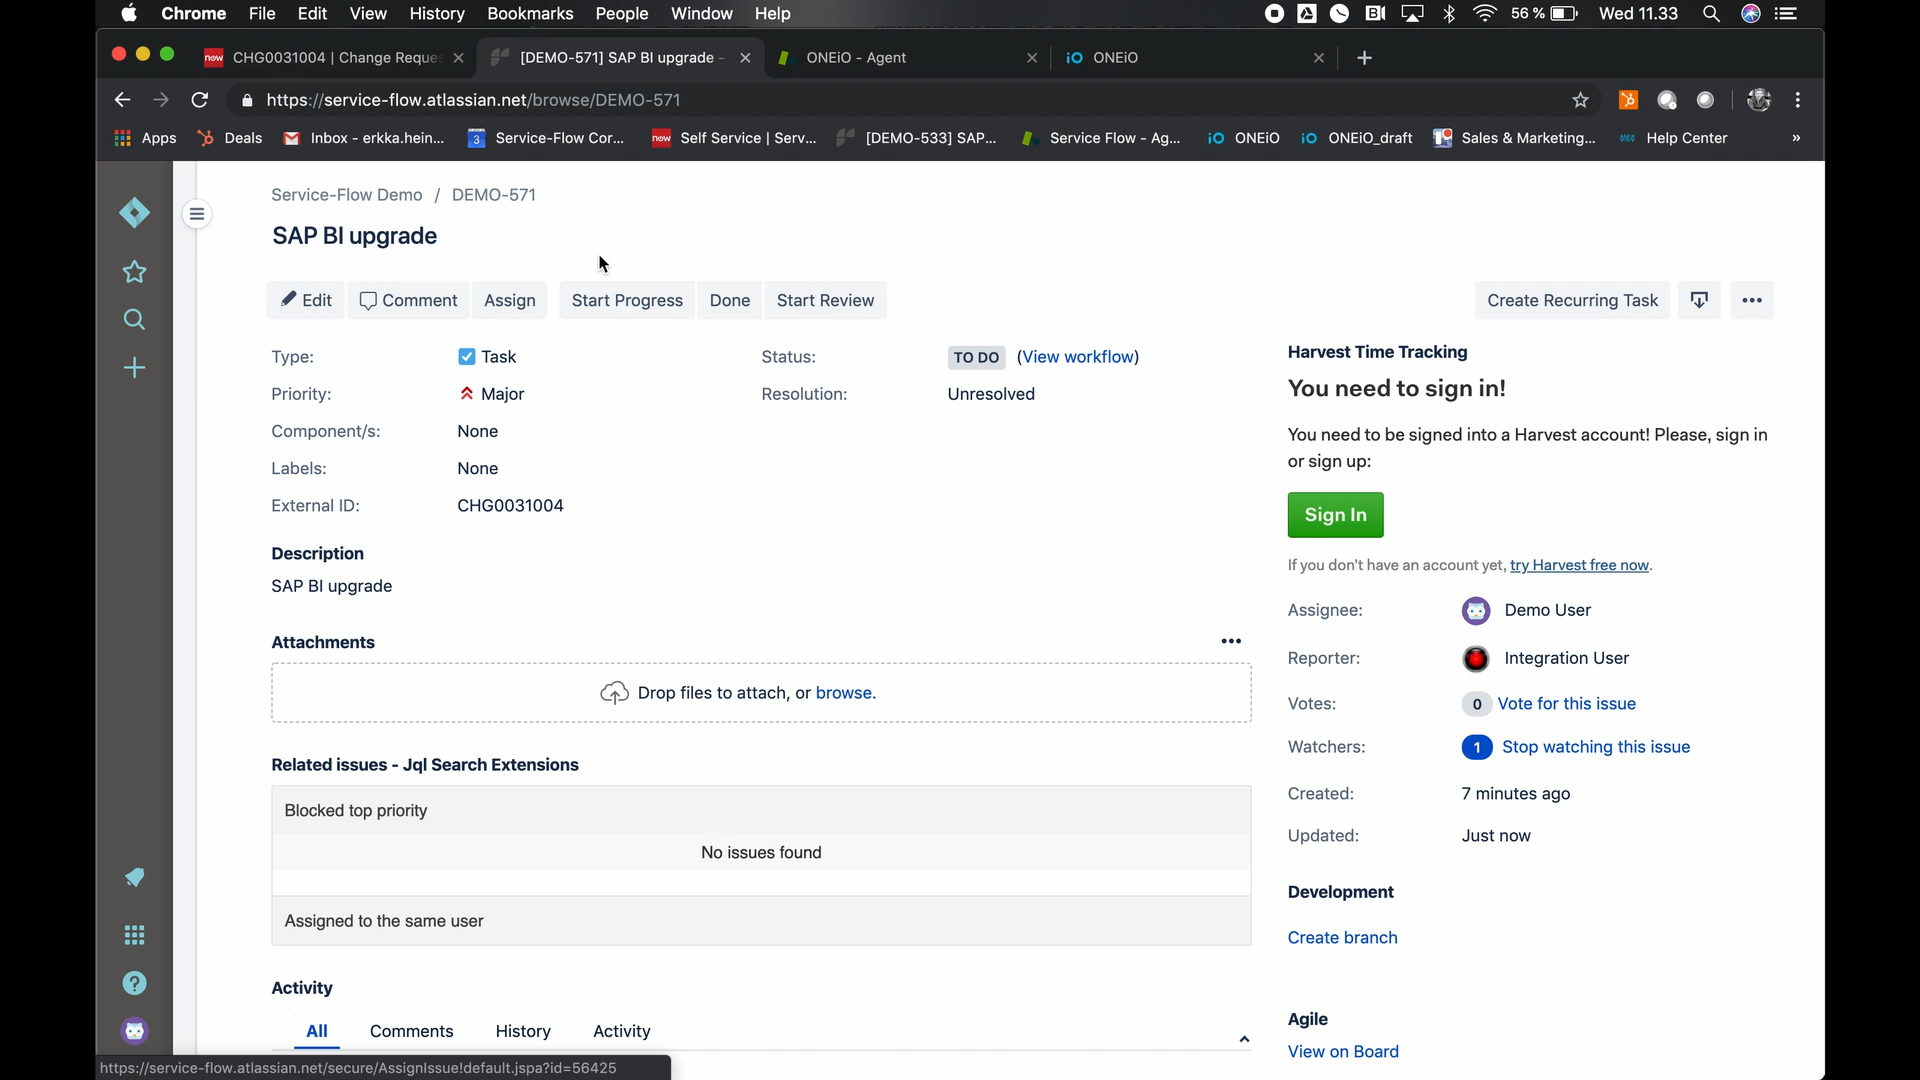 Chrome File Edit View History Bookmarks People Window Help 56 % Wed 11.33
now CHG0031004 | Change Reque
[DEMO-571] SAP BI upgrade -
ONEiO - Agent
iO ONEiO
https://service-flow.atlassian.net/browse/DEMO-571
Apps Deals Inbox - erkka.hein... 3 Service-Flow Cor... now Self Service | Serv... [DEMO-533] SAP... Service Flow - Ag... iO ONEiO iO ONEiO_draft Sales & Marketing... Help Center »
Service-Flow Demo / DEMO-571
SAP BI upgrade
Edit Comment Assign Start Progress Done Start Review Create Recurring Task •••
Type: Task
Status: TO DO (View workflow)
Priority: Major
Resolution: Unresolved
Component/s: None
Labels: None
External ID: CHG0031004
Description
SAP BI upgrade
Attachments •••
Drop files to attach, or browse.
Related issues - Jql Search Extensions
Blocked top priority
No issues found
Assigned to the same user
Activity
All Comments History Activity
Harvest Time Tracking
You need to sign in!
You need to be signed into a Harvest account! Please, sign in
or sign up:
Sign In
If you don't have an account yet, try Harvest free now.
Assignee: Demo User
Reporter: Integration User
Votes: 0 Vote for this issue
Watchers: 1 Stop watching this issue
Created: 7 minutes ago
Updated: Just now
Development
Create branch
Agile
View on Board
https://service-flow.atlassian.net/secure/AssignIssue!default.jspa?id=56425